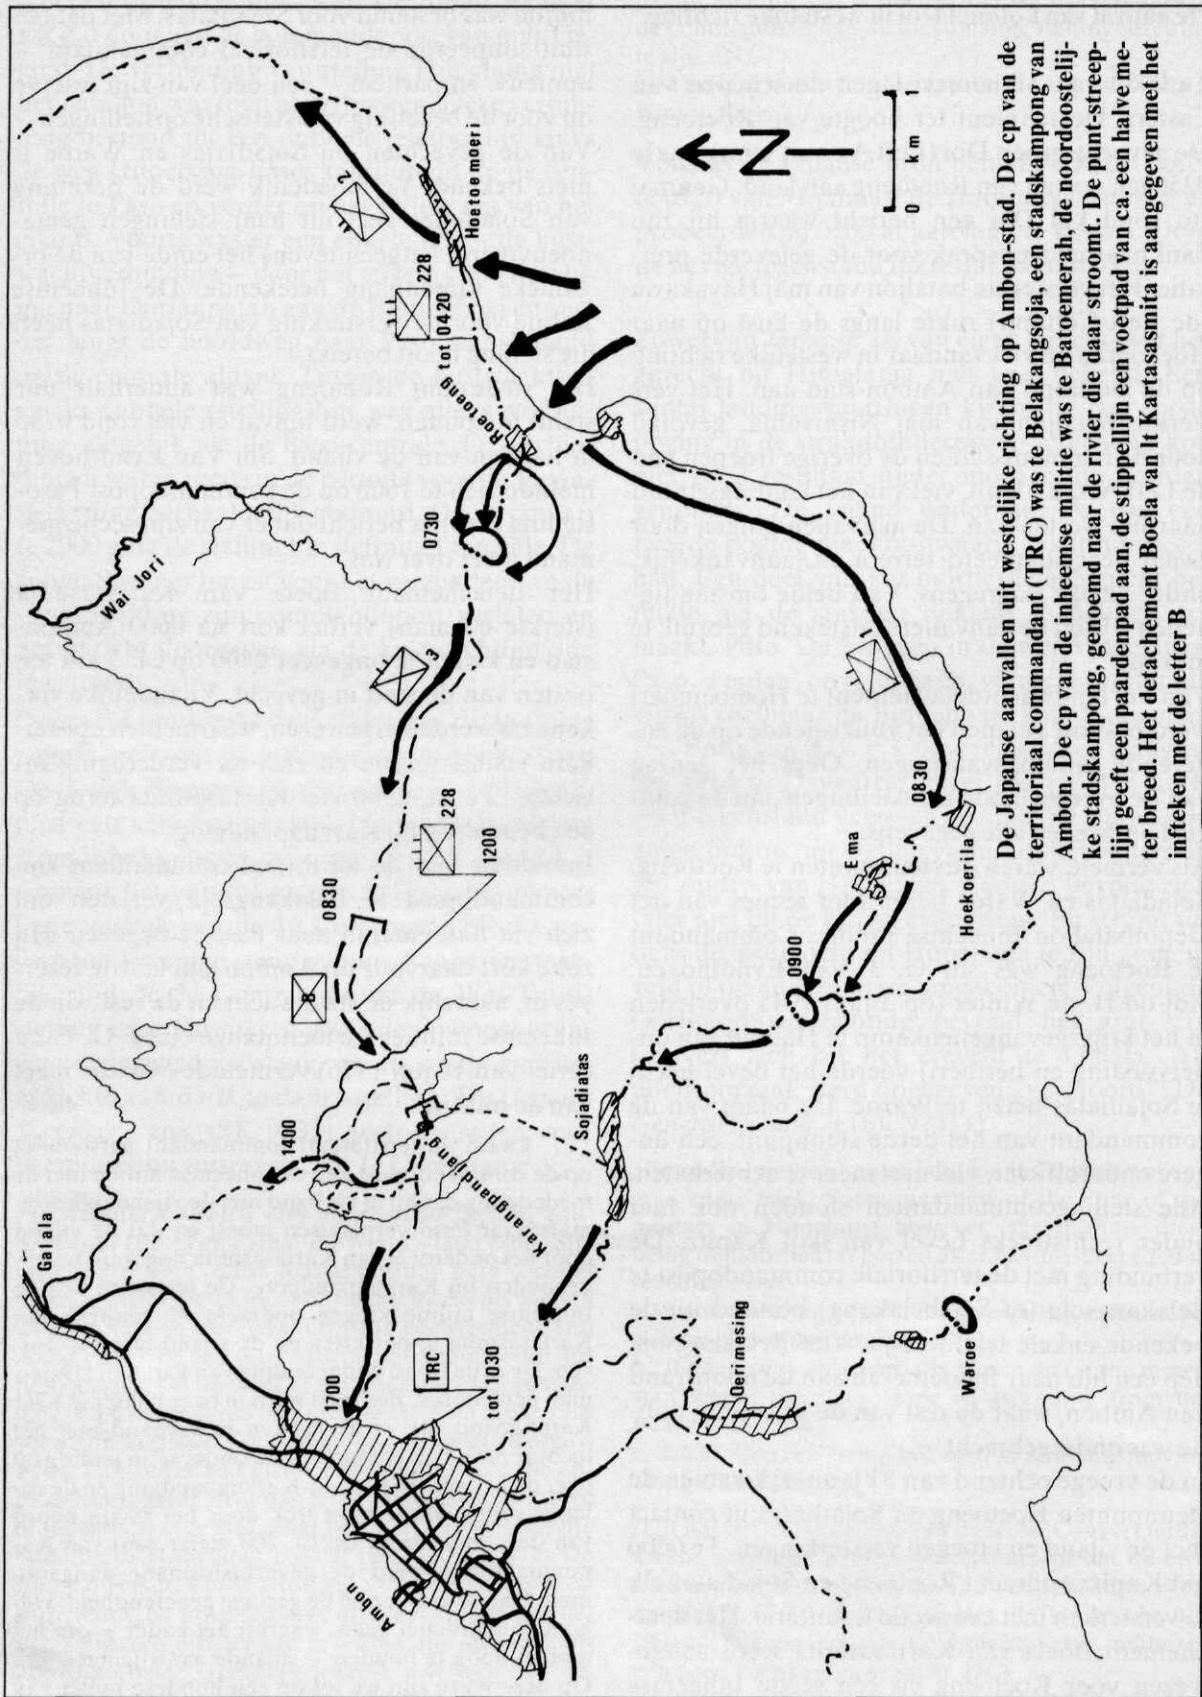 Galala
Wai Jori
2
Hoetoemoeri
228
Roetoeng tot 0420
0730
3
228
1200
0830
B
1400
Karangpandjang
1700
TRC
tot 1030
Ambon
Sojadiatas
0900
Ema
0830
Hoekoerilla
Oerimesing
Waroe
N
0 km 1
De Japanse aanvallen uit westelijke richting op Ambon-stad. De cp van de
territoriaal commandant (TRC) was te Belakangsoja, een stadskampong van
Ambon. De cp van de inheemse militie was te Batoemerah, de noordoostelij-
ke stadskampong, genoemd naar de rivier die daar stroomt. De punt-streep-
lijn geeft een paardenpad aan, de stippellijn een voetpad van ca. een halve me-
ter breed. Het detachement Boela van lt Kartasasmita is aangegeven met het
infteken met de letter B